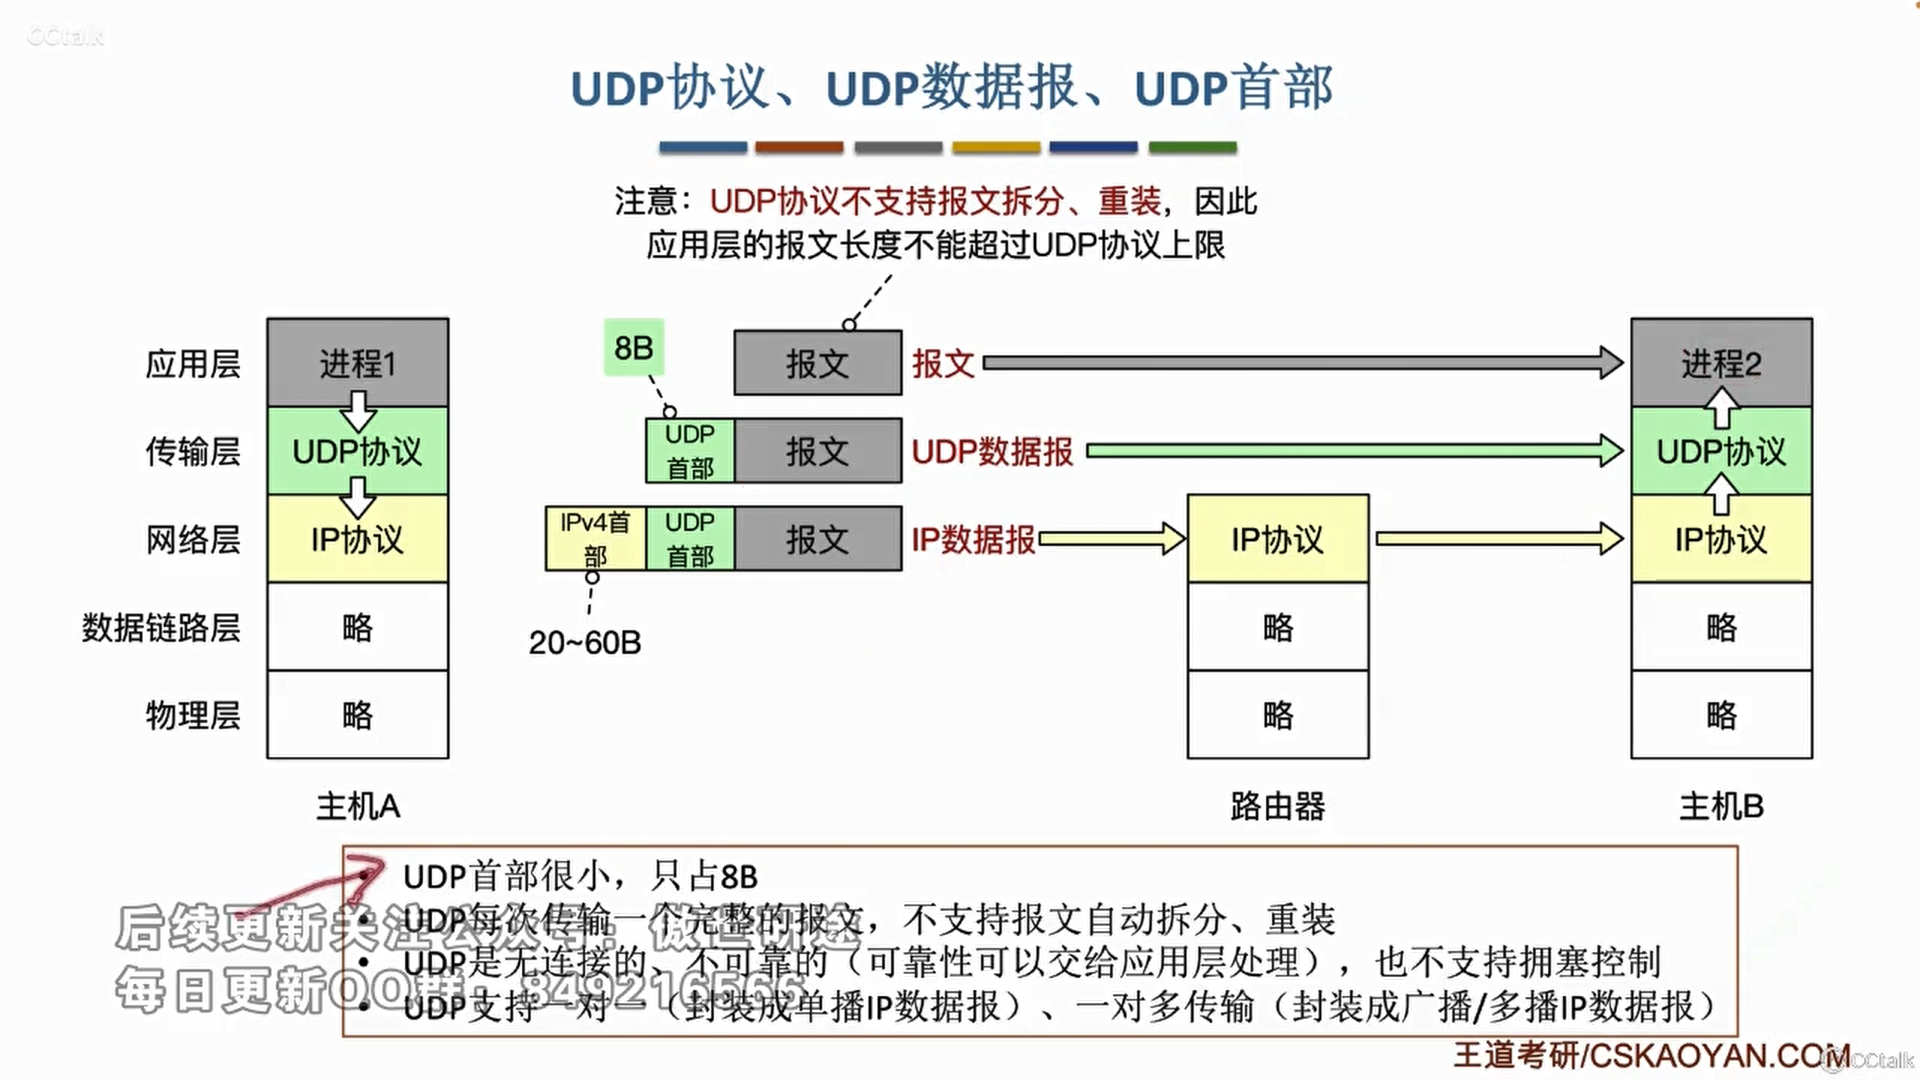 CCtalk
UDP协议、UDP数据报、UDP首部
注意：UDP协议不支持报文拆分、重装，因此
应用层的报文长度不能超过UDP协议上限
8B
应用层
进程1
报文
报文
进程2
传输层
UDP协议
UDP
首部
报文
UDP数据报
UDP协议
网络层
IP协议
IPv4首
部
UDP
首部
报文
IP数据报
IP协议
IP协议
20~60B
数据链路层
略
略
略
物理层
略
略
略
主机A
路由器
主机B
• UDP首部很小，只占8B
• UDP每次传输一个完整的报文，不支持报文自动拆分、重装
• UDP是无连接的、不可靠的（可靠性可以交给应用层处理），也不支持拥塞控制
• UDP支持一对一（封装成单播IP数据报）、一对多传输（封装成广播/多播IP数据报）
后续更新关注公众号：傲世研途
每日更新QQ群：849216566
王道考研/CSKAOYAN.COM
CCtalk